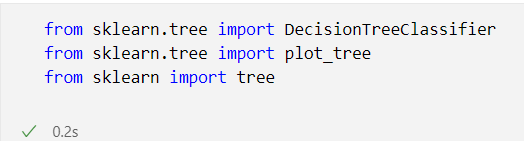 from sklearn.tree import DecisionTreeClassifier
from sklearn.tree import plot_tree
from sklearn import tree
0.2s